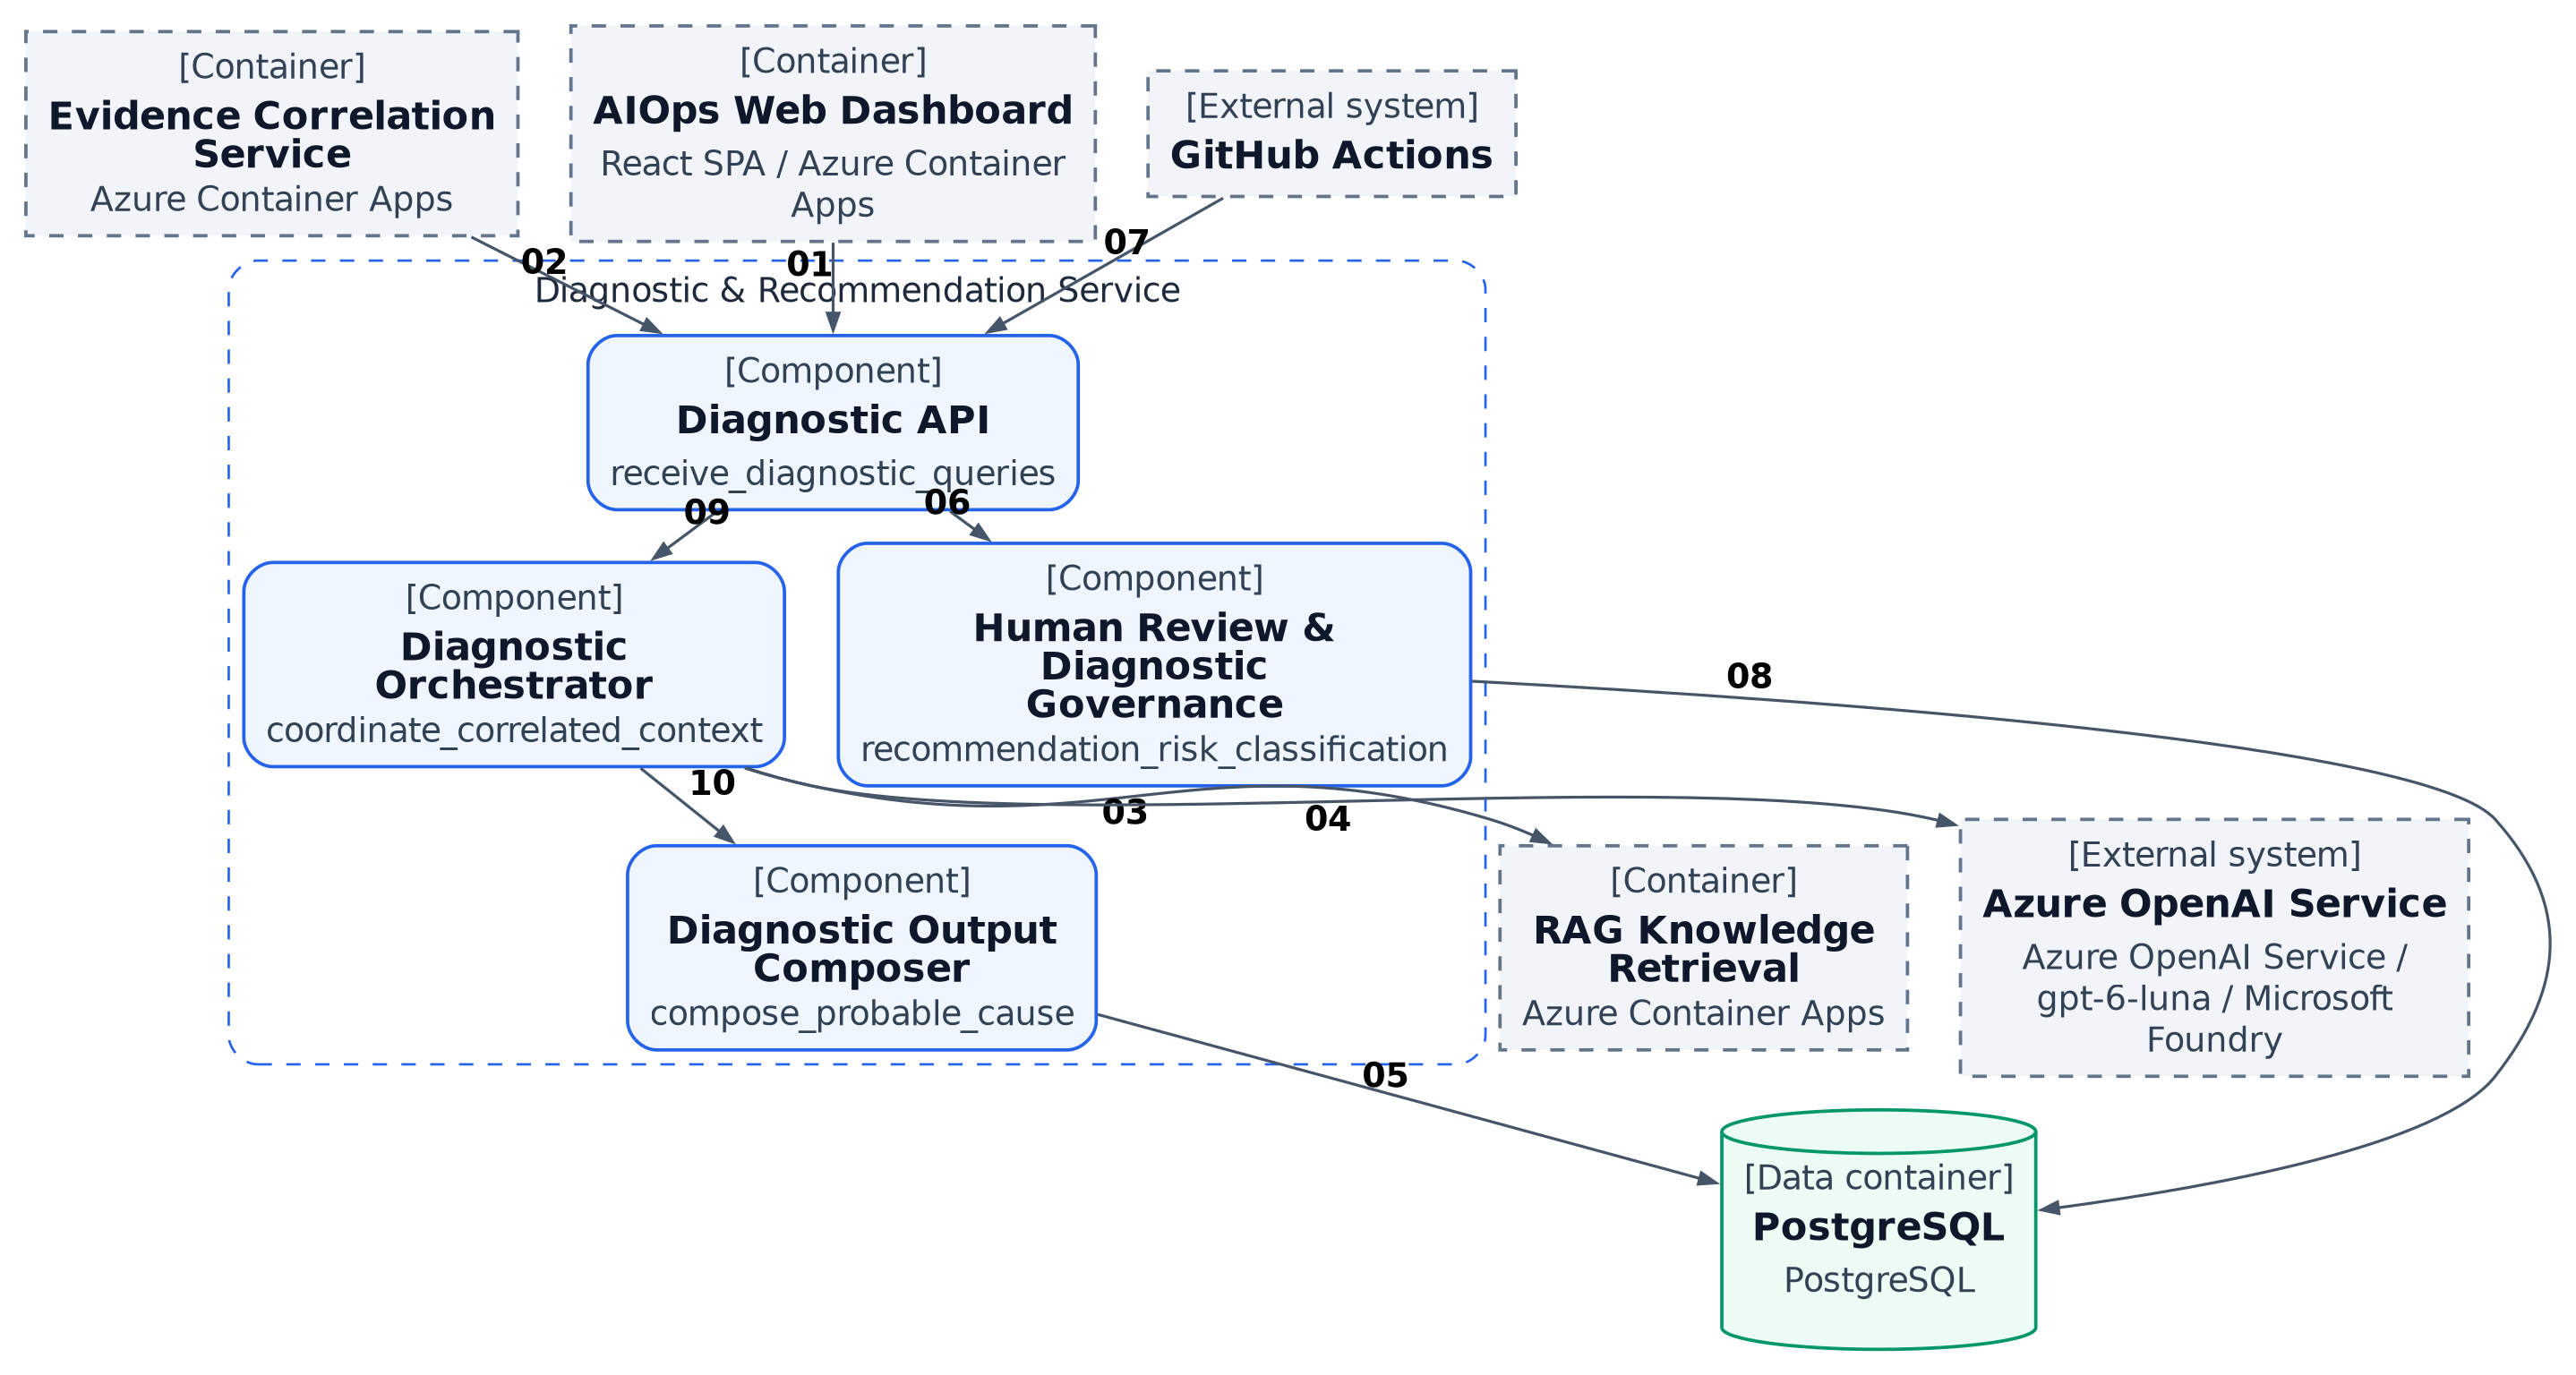 [Container]
Evidence Correlation
Service
Azure Container Apps
[Container]
AIOps Web Dashboard
React SPA / Azure Container
Apps
[External system]
GitHub Actions
02
01
07
Diagnostic & Recommendation Service
[Component]
Diagnostic API
receive_diagnostic_queries
09
06
[Component]
Diagnostic
Orchestrator
coordinate_correlated_context
[Component]
Human Review &
Diagnostic
Governance
recommendation_risk_classification
08
10
03
04
[Component]
Diagnostic Output
Composer
compose_probable_cause
[Container]
RAG Knowledge
Retrieval
Azure Container Apps
[External system]
Azure OpenAI Service
Azure OpenAI Service /
gpt-6-luna / Microsoft
Foundry
05
[Data container]
PostgreSQL
PostgreSQL